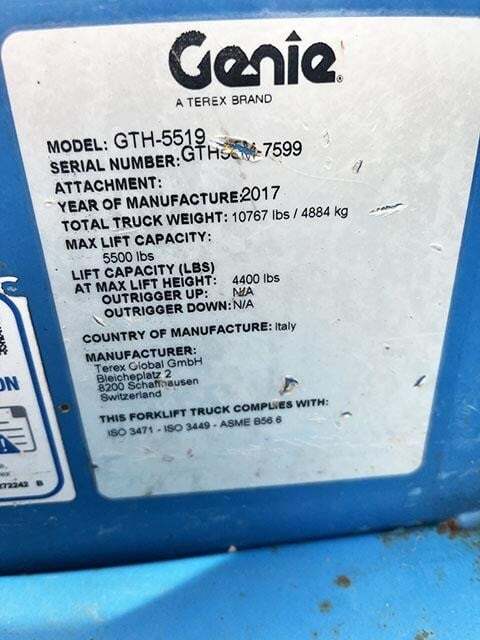 Genie
A TEREX BRAND
MODEL: GTH-5519
SERIAL NUMBER: 7599
ATTACHMENT:
YEAR OF MANUFACTURE:2017
TOTAL TRUCK WEIGHT: 10767 lbs / 4884 kg
MAX LIFT CAPACITY:
5500 lbs
LIFT CAPACITY (LBS)
AT MAX LIFT HEIGHT: 4400 lbs
OUTRIGGER UP: N/A
OUTRIGGER DOWN: N/A
COUNTRY OF MANUFACTURE: Italy
MANUFACTURER:
Terex Global GmbH
Bleicheplatz 2
8200 Schaffhausen
Switzerland
THIS FORKLIFT TRUCK COMPLIES WITH:
ISO 3471 - ISO 3449 - ASME B56.6
ON
272242 B